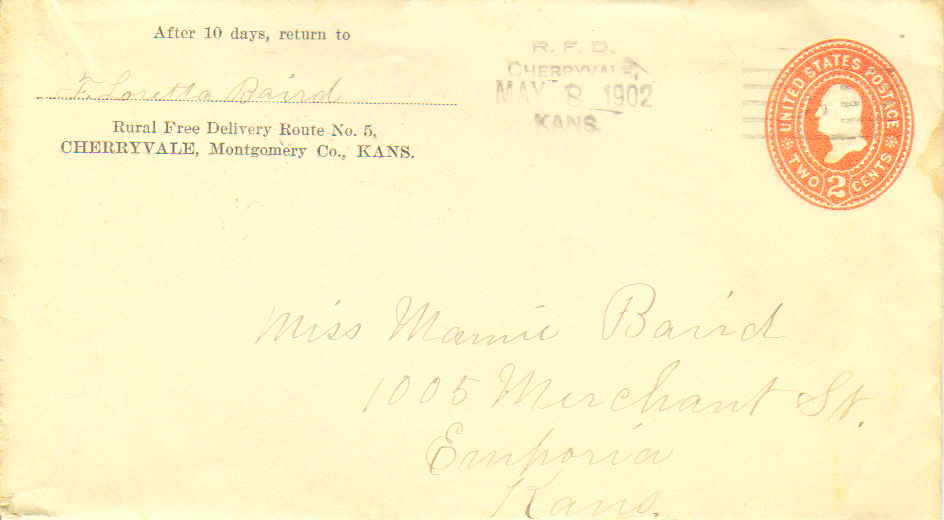 After 10 days, return to
F. Loretta Baird
Rural Free Delivery Route No. 5,
CHERRYVALE, Montgomery Co., KANS.
R. F. D.
CHERRYVALE,
MAY 8 1902
KANS.
UNITED STATES POSTAGE
TWO 2 CENTS
Miss Mamie Baird
1005 Merchant St.
Emporia
Kans.